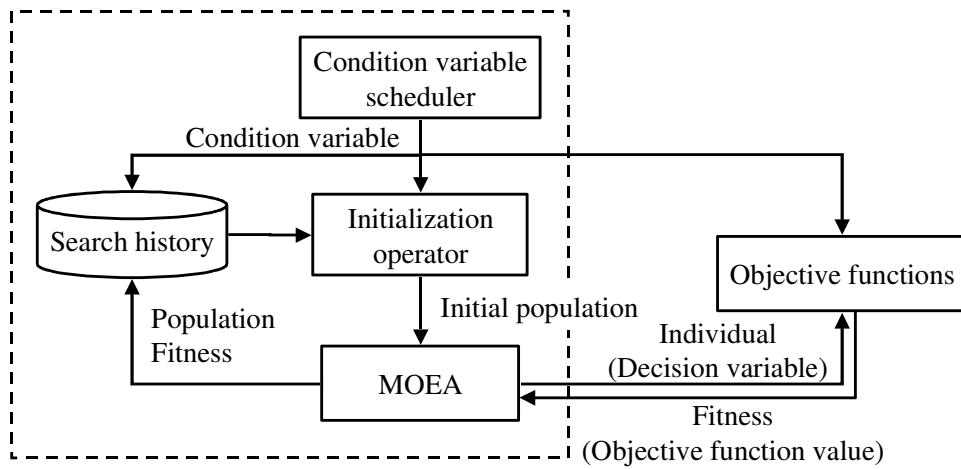 Condition variable
scheduler
Condition variable
Search history
Initialization
operator
Objective functions
Initial population
Population
Fitness
Individual
(Decision variable)
MOEA
Fitness
(Objective function value)